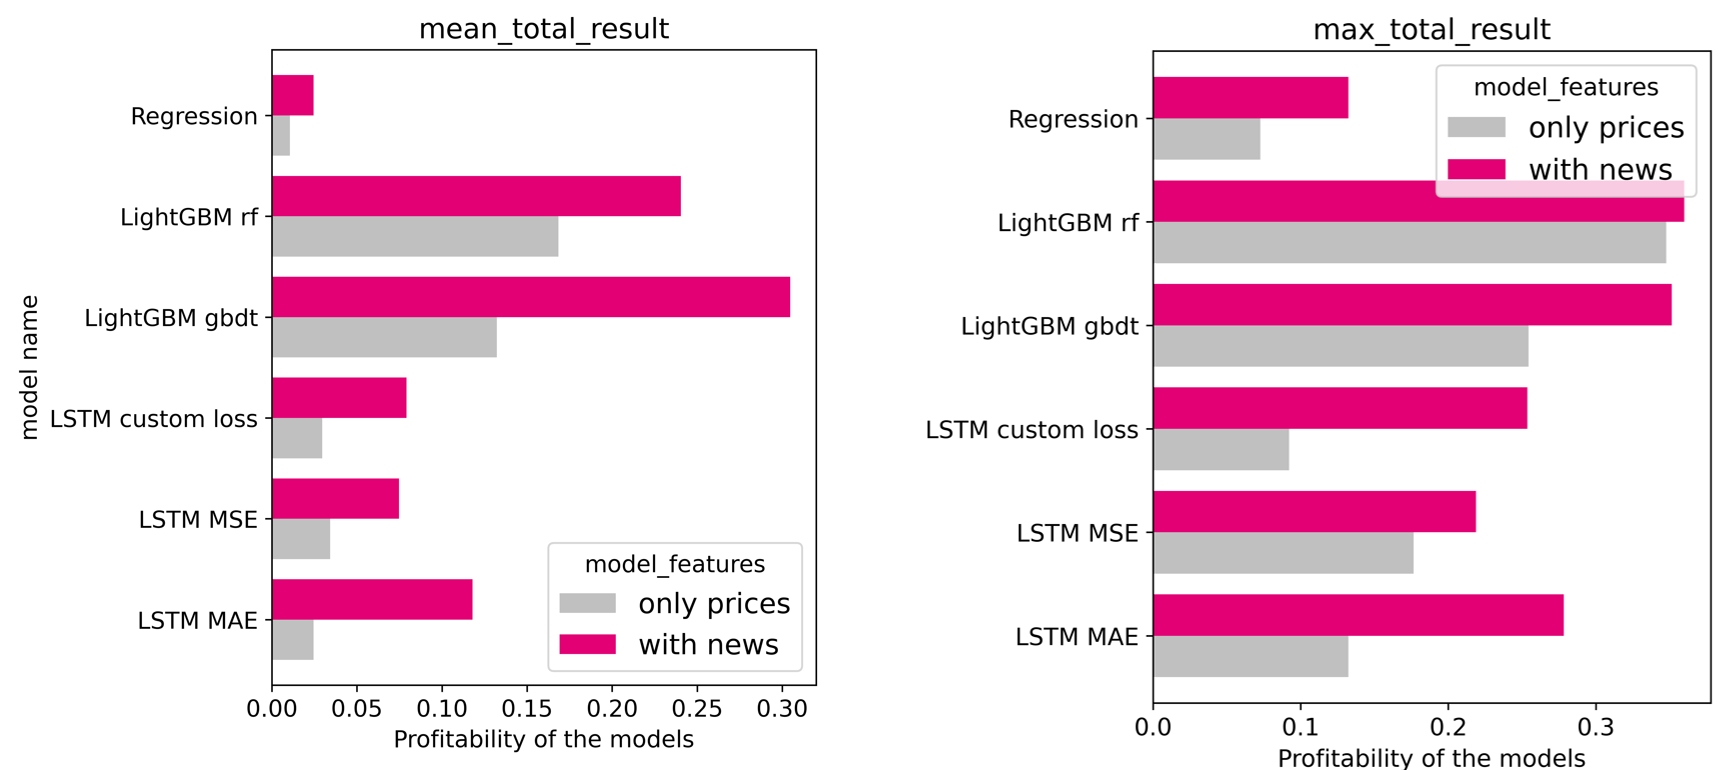 mean_total_result
model name
Regression
LightGBM rf
LightGBM gbdt
LSTM custom loss
LSTM MSE
LSTM MAE
model_features
only prices
with news
0.00 0.05 0.10 0.15 0.20 0.25 0.30
Profitability of the models
max_total_result
model_features
only prices
with news
Regression
LightGBM rf
LightGBM gbdt
LSTM custom loss
LSTM MSE
LSTM MAE
0.0 0.1 0.2 0.3
Profitability of the models